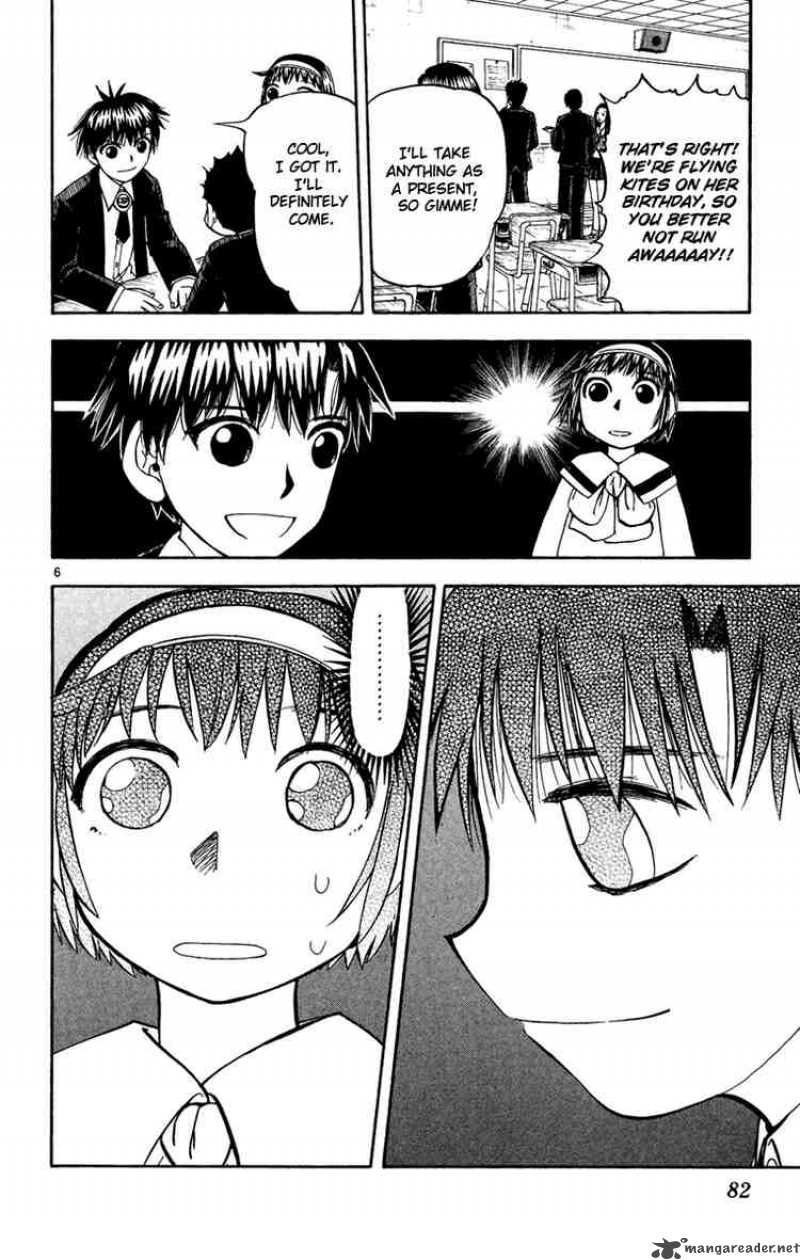 THAT'S RIGHT!
WE'RE FLYING
KITES ON HER
BIRTHDAY, SO
YOU BETTER
NOT RUN
AWAAAAAY!!
I'LL TAKE
ANYTHING AS
A PRESENT,
SO GIMME!
COOL,
I GOT IT.
I'LL
DEFINITELY
COME.
6
.........
82
mangareader.net